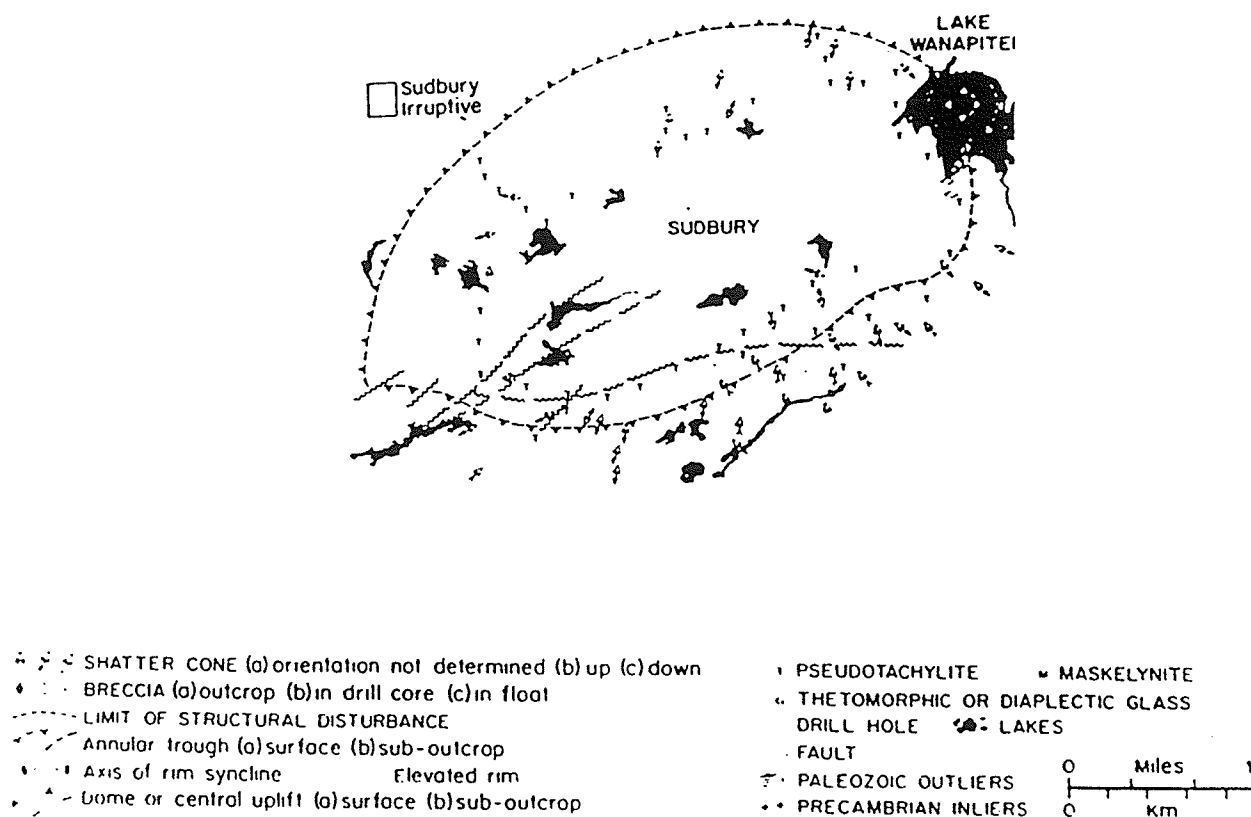 LAKE
WANAPITEI
Sudbury
Irruptive
SUDBURY
SHATTER CONE (a) orientation not determined (b) up (c) down
BRECCIA (a) outcrop (b) in drill core (c) in float
LIMIT OF STRUCTURAL DISTURBANCE
Annular trough (a) surface (b) sub-outcrop
Axis of rim syncline Elevated rim
Dome or central uplift (a) surface (b) sub-outcrop
PSEUDOTACHYLITE MASKELYNITE
THETOMORPHIC OR DIAPLECTIC GLASS
DRILL HOLE LAKES
FAULT
PALEOZOIC OUTLIERS
PRECAMBRIAN INLIERS
0 Miles
0 Km